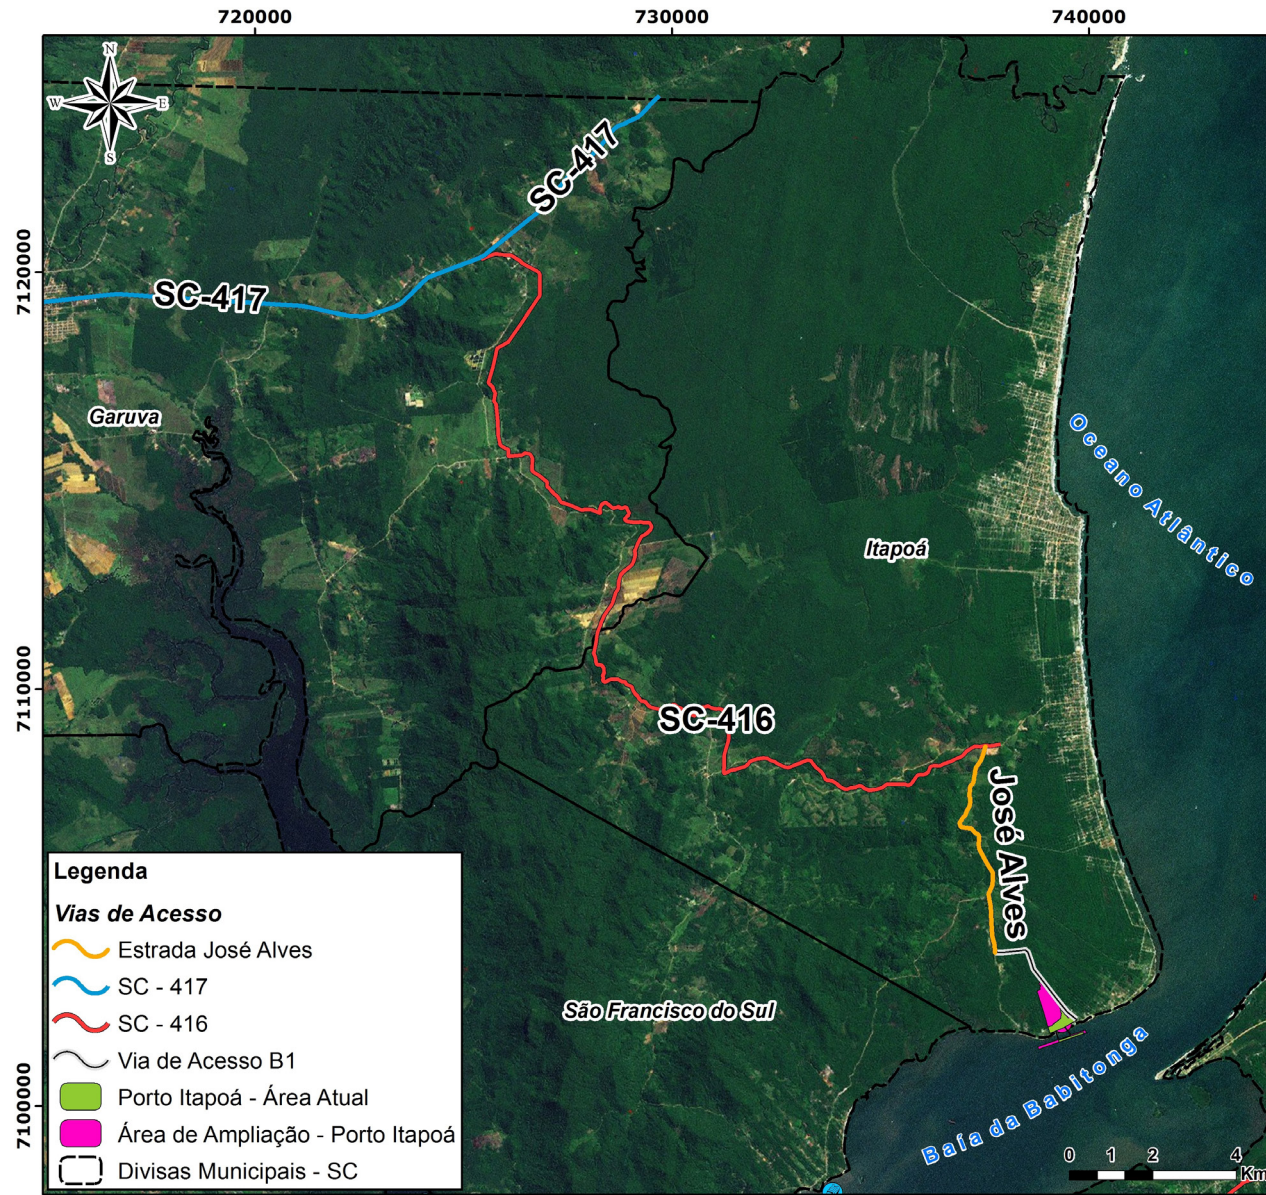 720000
730000
740000
N
W
E
S
SC-417
7120000
SC-417
Garuva
Oceano Atlântico
Itapoá
7110000
SC-416
José Alves
Legenda
Vias de Acesso
Estrada José Alves
SC - 417
SC - 416
Via de Acesso B1
Porto Itapoá - Área Atual
Área de Ampliação - Porto Itapoá
Divisas Municipais - SC
São Francisco do Sul
7100000
Baía da Babitonga
0 1 2 4
Km